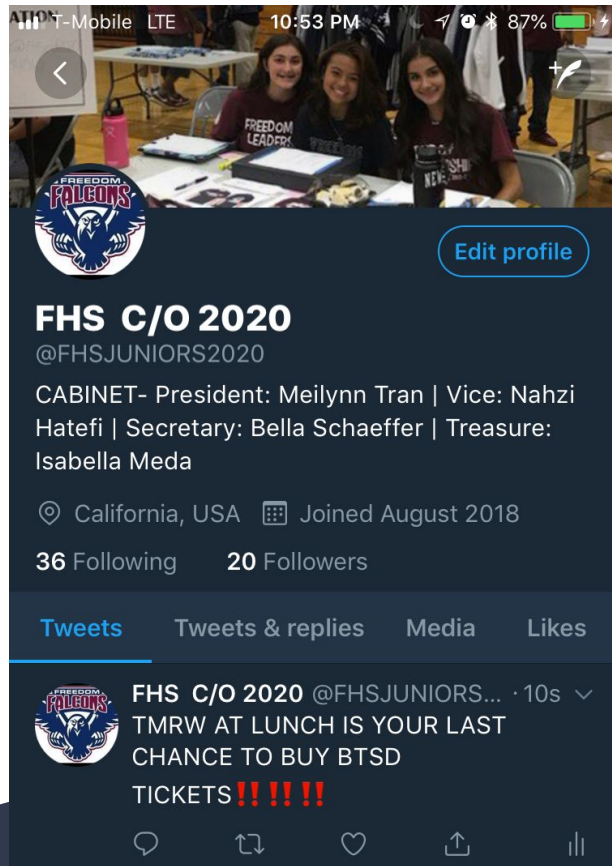 ATION
T-Mobile LTE 10:53 PM 87%
FREEDOM
LEADERS
FREEDOM
FALCONS
Edit profile
FHS C/O 2020
@FHSJUNIORS2020
CABINET- President: Meilynn Tran | Vice: Nahzi
Hatefi | Secretary: Bella Schaeffer | Treasure:
Isabella Meda
California, USA Joined August 2018
36 Following 20 Followers
Tweets Tweets & replies Media Likes
FREEDOM
FALCONS
FHS C/O 2020 @FHSJUNIORS... · 10s
TMRW AT LUNCH IS YOUR LAST
CHANCE TO BUY BTSD
TICKETS‼️‼️‼️